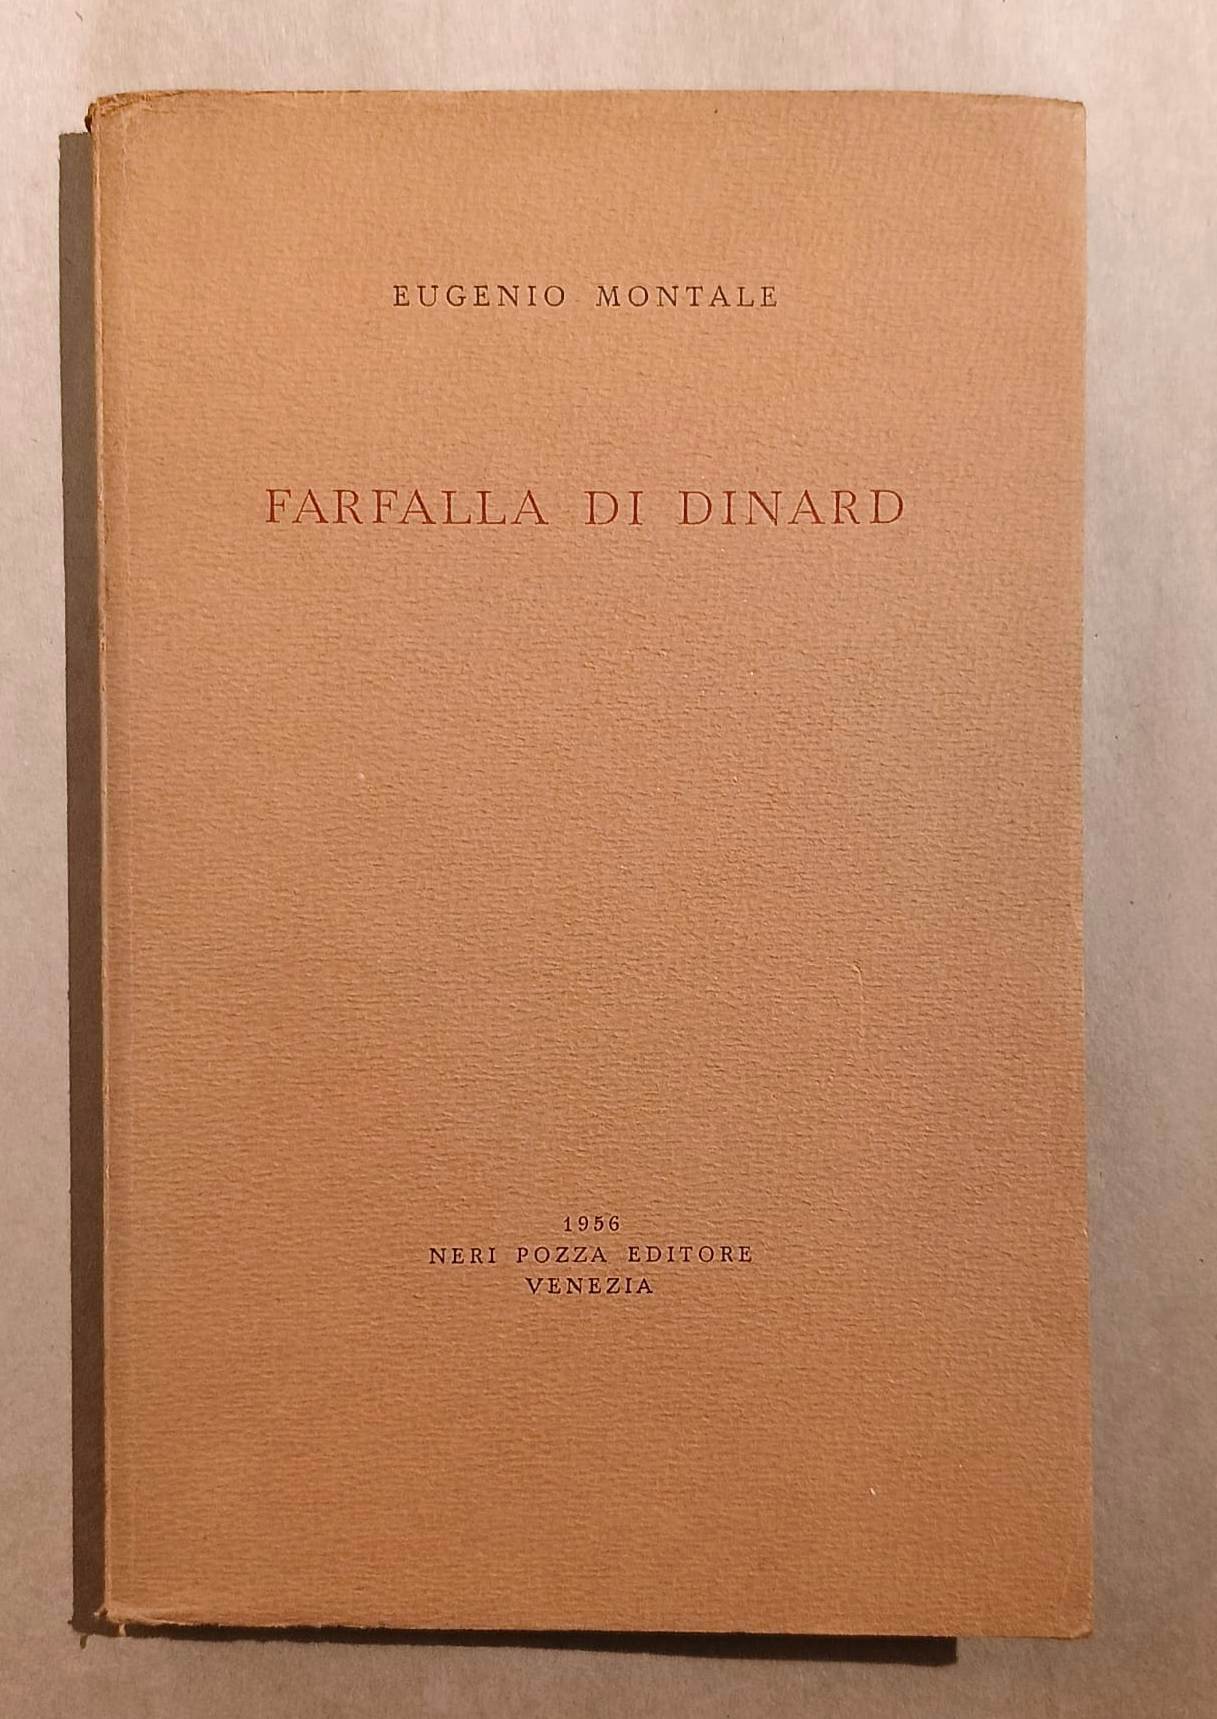 EUGENIO MONTALE
FARFALLA DI DINARD
1956
NERI POZZA EDITORE
VENEZIA